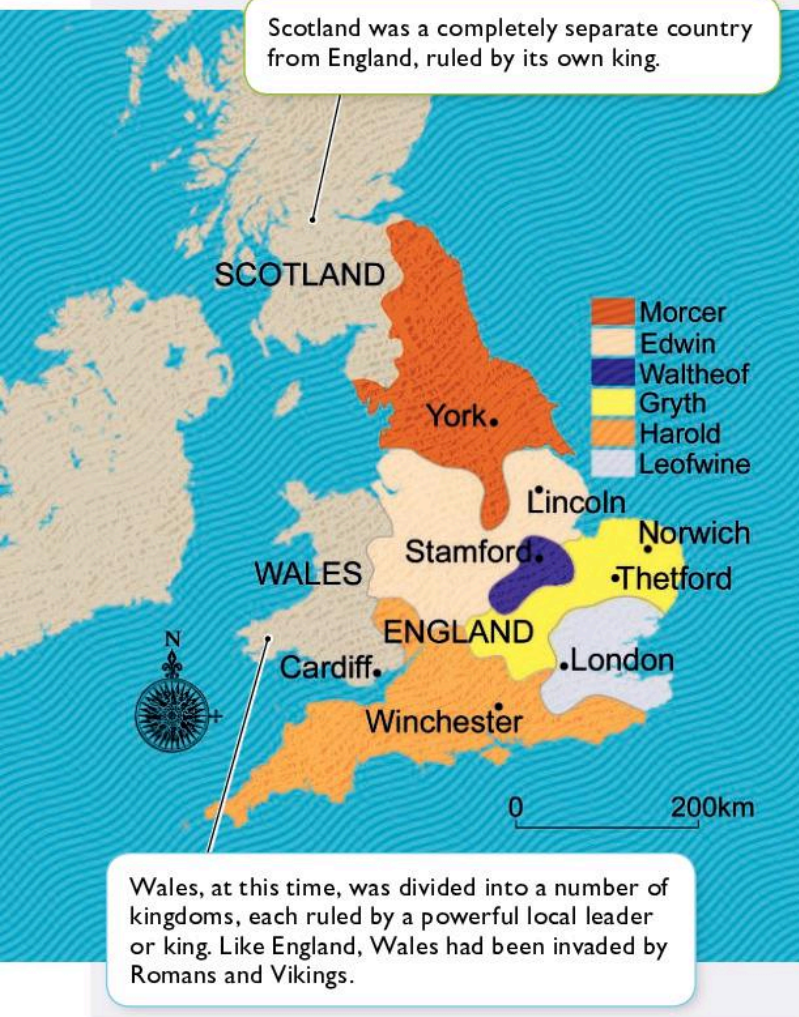 Scotland was a completely separate country
from England, ruled by its own king.
SCOTLAND
Morcer
Edwin
Waltheof
Gryth
Harold
Leofwine
York
Lincoln
Norwich
Stamford
Thetford
WALES
ENGLAND
N
Cardiff
London
Winchester
0 200km
Wales, at this time, was divided into a number of
kingdoms, each ruled by a powerful local leader
or king. Like England, Wales had been invaded by
Romans and Vikings.